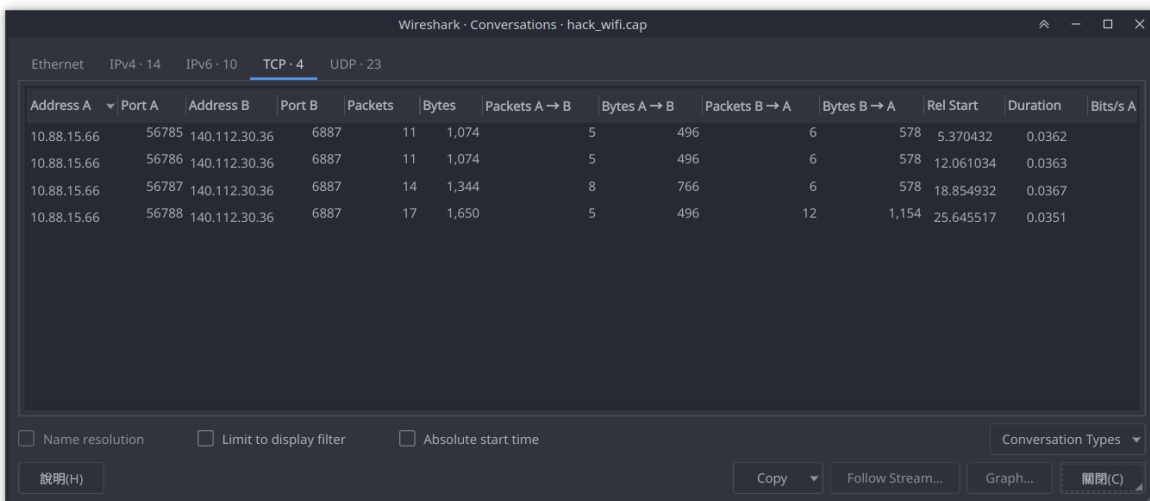 Wireshark · Conversations · hack_wifi.cap
Ethernet IPv4 · 14 IPv6 · 10 TCP · 4 UDP · 23
Address A Port A Address B Port B Packets Bytes Packets A → B Bytes A → B Packets B → A Bytes B → A Rel Start Duration Bits/s A
10.88.15.66 56785 140.112.30.36 6887 11 1,074 5 496 6 578 5.370432 0.0362
10.88.15.66 56786 140.112.30.36 6887 11 1,074 5 496 6 578 12.061034 0.0363
10.88.15.66 56787 140.112.30.36 6887 14 1,344 8 766 6 578 18.854932 0.0367
10.88.15.66 56788 140.112.30.36 6887 17 1,650 5 496 12 1,154 25.645517 0.0351
Name resolution Limit to display filter Absolute start time Conversation Types
說明(H) Copy Follow Stream... Graph... 關閉(C)